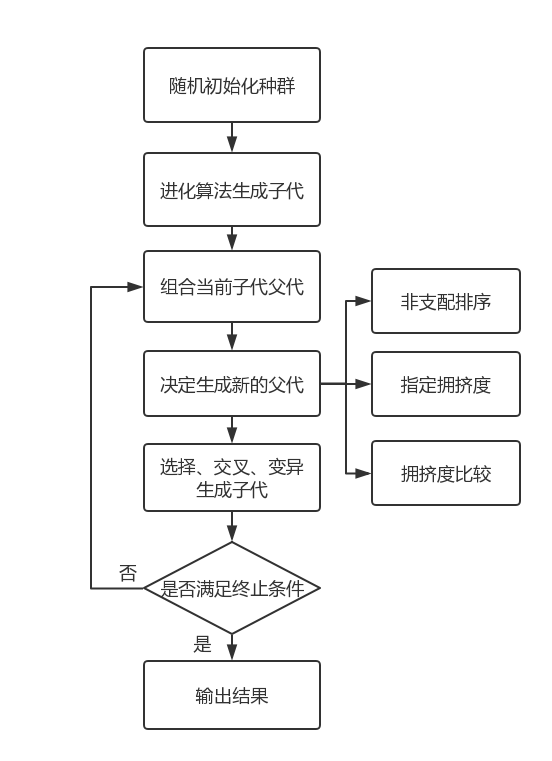 随机初始化种群
进化算法生成子代
组合当前子代父代
非支配排序
决定生成新的父代
指定拥挤度
选择、交叉、变异
生成子代
拥挤度比较
否
是否满足终止条件
是
输出结果